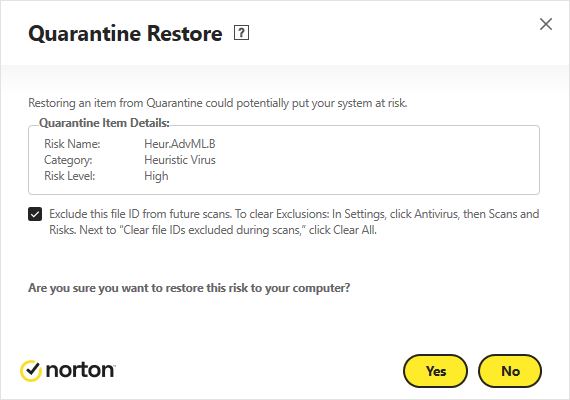 Quarantine Restore [?]
Restoring an item from Quarantine could potentially put your system at risk.
Quarantine Item Details:
Risk Name: Heur.AdvML.B
Category: Heuristic Virus
Risk Level: High
Exclude this file ID from future scans. To clear Exclusions: In Settings, click Antivirus, then Scans and
Risks. Next to “Clear file IDs excluded during scans,” click Clear All.
Are you sure you want to restore this risk to your computer?
norton
Yes No